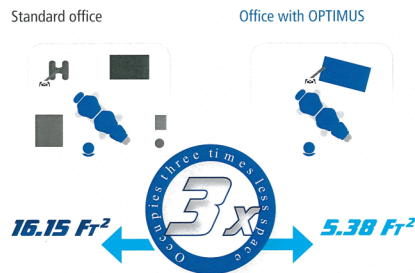 Standard office
Office with OPTIMUS
Occupies three times less space
3x
16.15 FT²
5.38 FT²